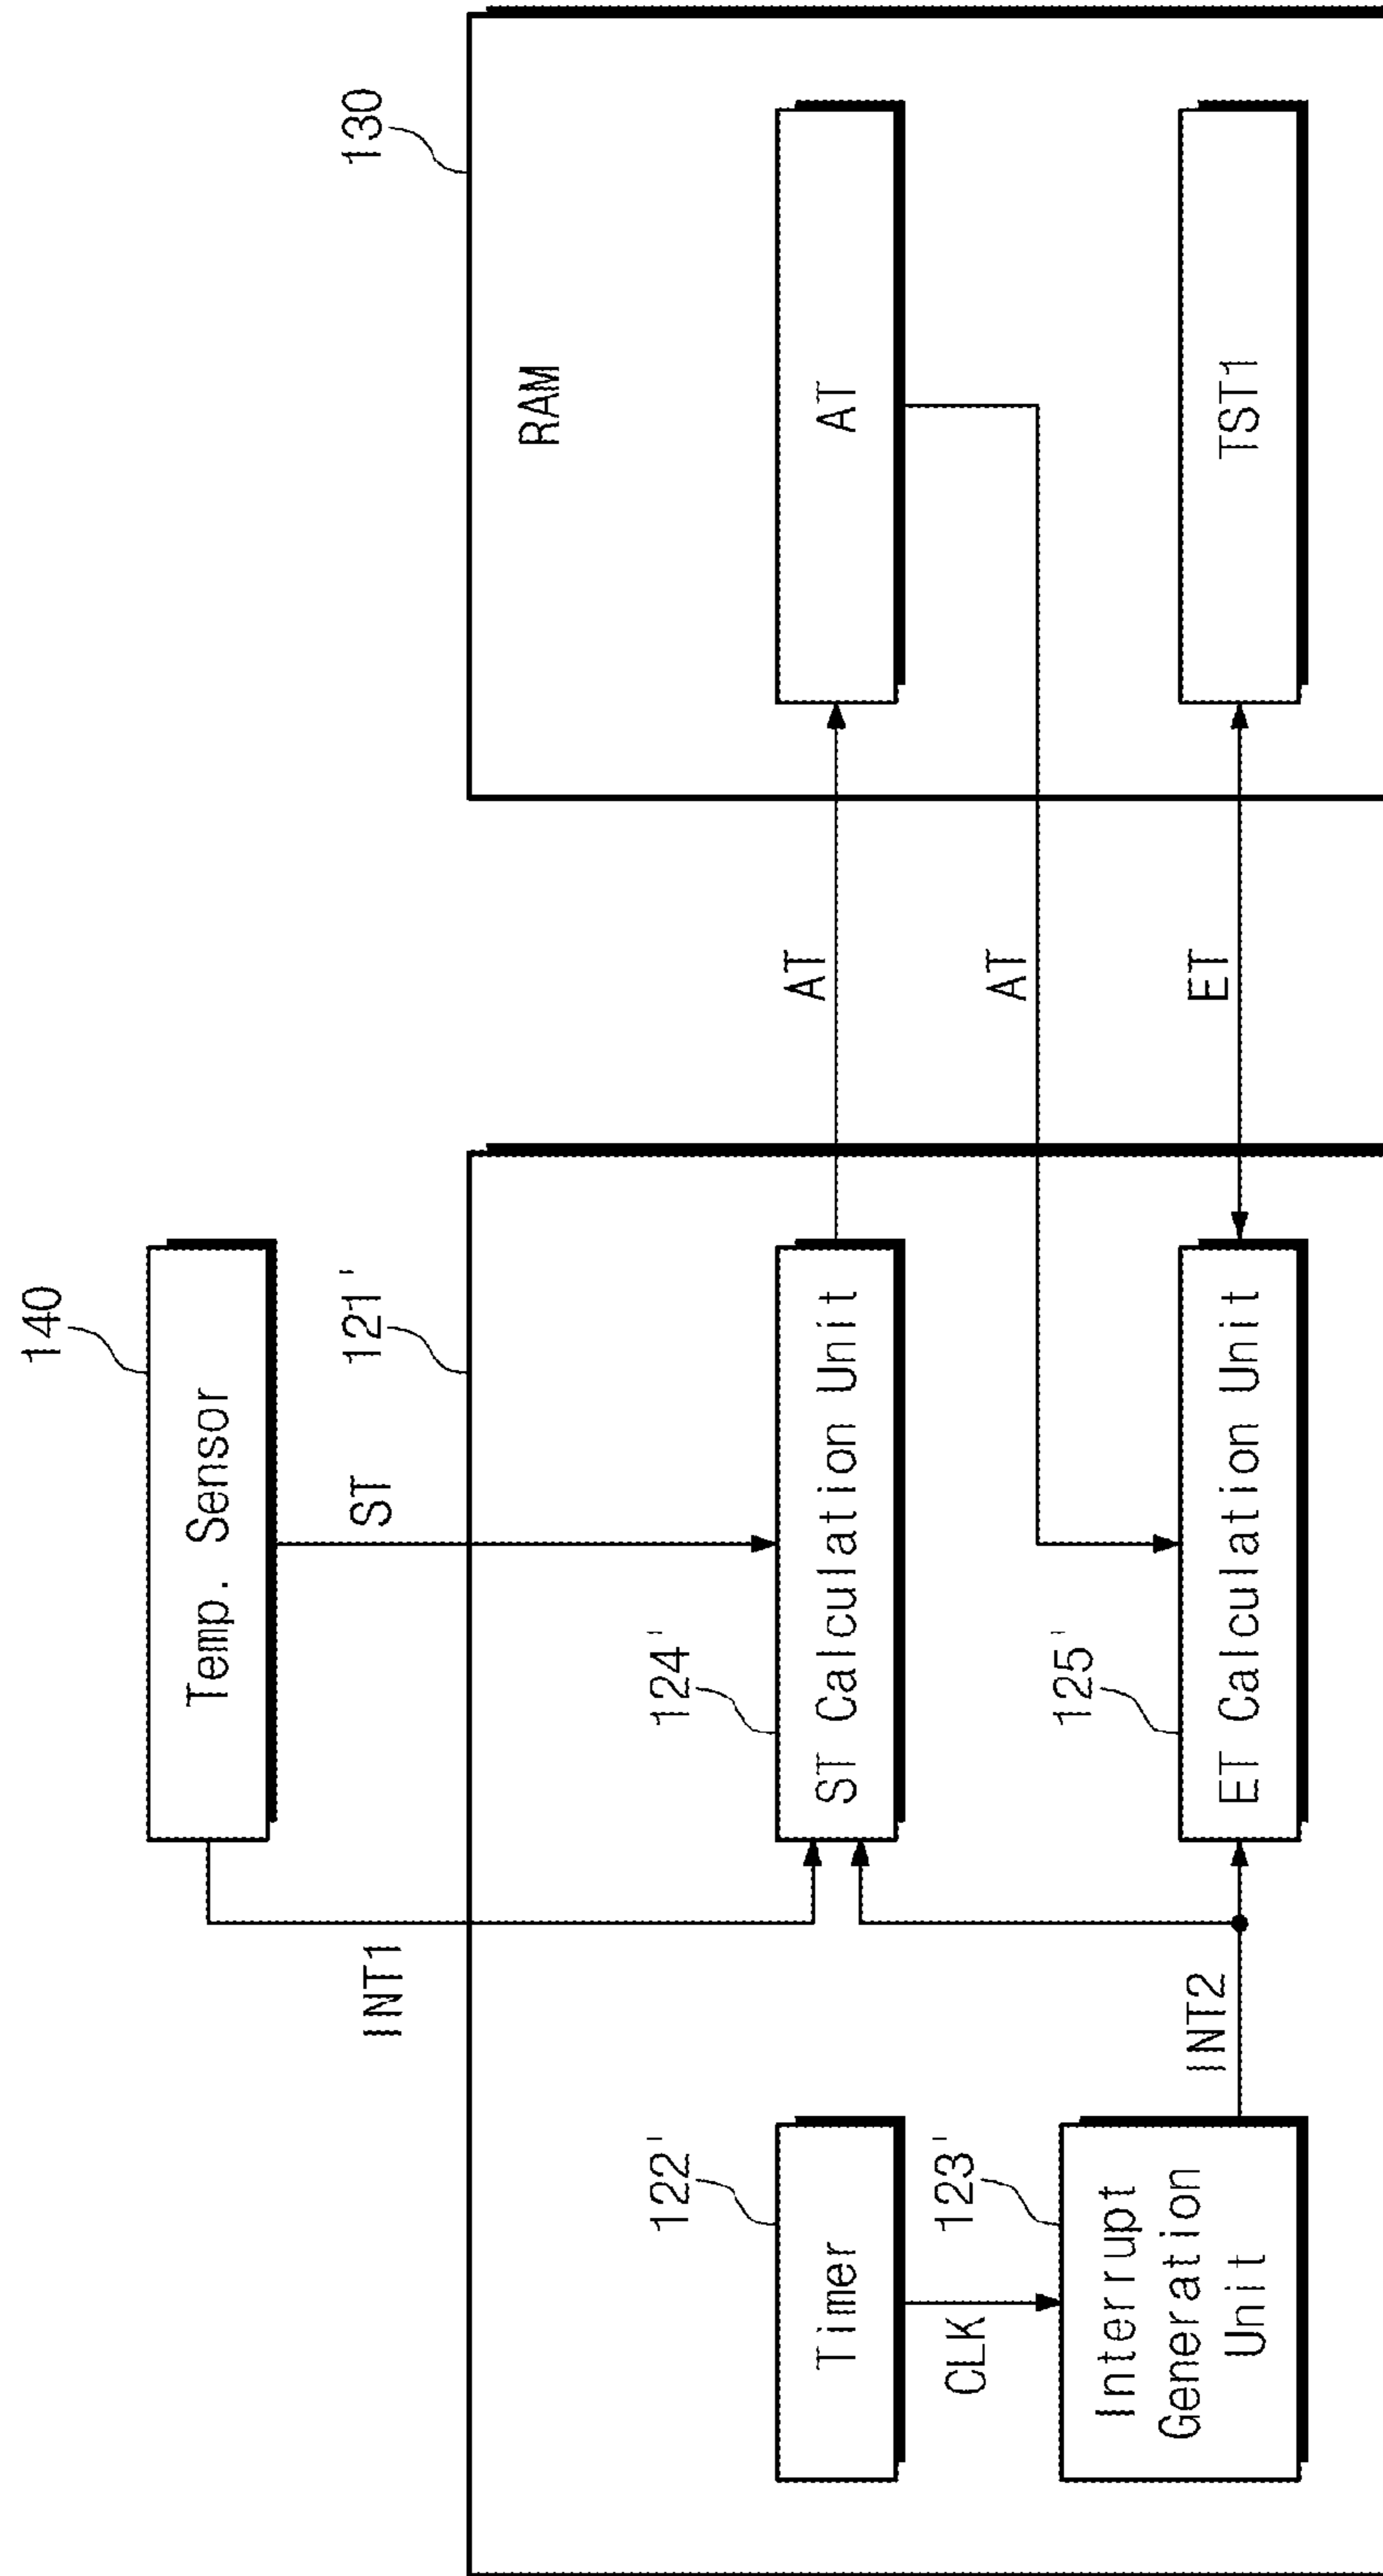 140
Temp. Sensor
INT1
ST
121'
130
RAM
122'
Timer
CLK
123'
Interrupt
Generation
Unit
INT2
124'
ST Calculation Unit
AT
AT
AT
125'
ET Calculation Unit
ET
TST1